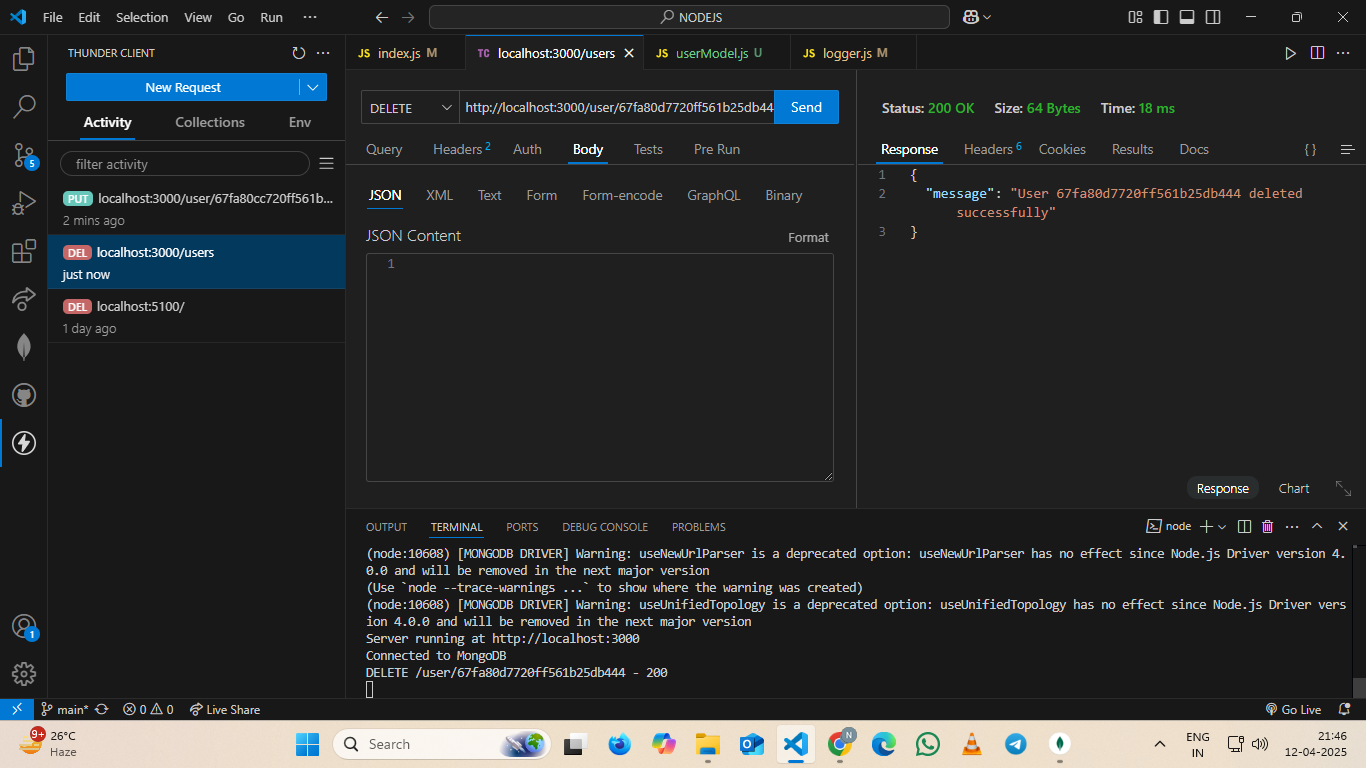 File Edit Selection View Go Run ···
NODEJS
THUNDER CLIENT
New Request
Activity Collections Env
filter activity
PUT localhost:3000/user/67fa80cc720ff561b...
2 mins ago
DEL localhost:3000/users
just now
DEL localhost:5100/
1 day ago
5
1
JS index.js M
TC localhost:3000/users
JS userModel.js U
JS logger.js M
DELETE http://localhost:3000/user/67fa80d7720ff561b25db44 Send
Query Headers 2 Auth Body Tests Pre Run
JSON XML Text Form Form-encode GraphQL Binary
JSON Content Format
1
Status: 200 OK Size: 64 Bytes Time: 18 ms
Response Headers 6 Cookies Results Docs { }
1 {
2 "message": "User 67fa80d7720ff561b25db444 deleted
successfully"
3 }
Response Chart
OUTPUT TERMINAL PORTS DEBUG CONSOLE PROBLEMS node
(node:10608) [MONGODB DRIVER] Warning: useNewUrlParser is a deprecated option: useNewUrlParser has no effect since Node.js Driver version 4.
0.0 and will be removed in the next major version
(Use `node --trace-warnings ...` to show where the warning was created)
(node:10608) [MONGODB DRIVER] Warning: useUnifiedTopology is a deprecated option: useUnifiedTopology has no effect since Node.js Driver vers
ion 4.0.0 and will be removed in the next major version
Server running at http://localhost:3000
Connected to MongoDB
DELETE /user/67fa80d7720ff561b25db444 - 200
main* 0 0 Live Share Go Live
9+ 26°C
Haze
Search
N
ENG
IN
21:46
12-04-2025